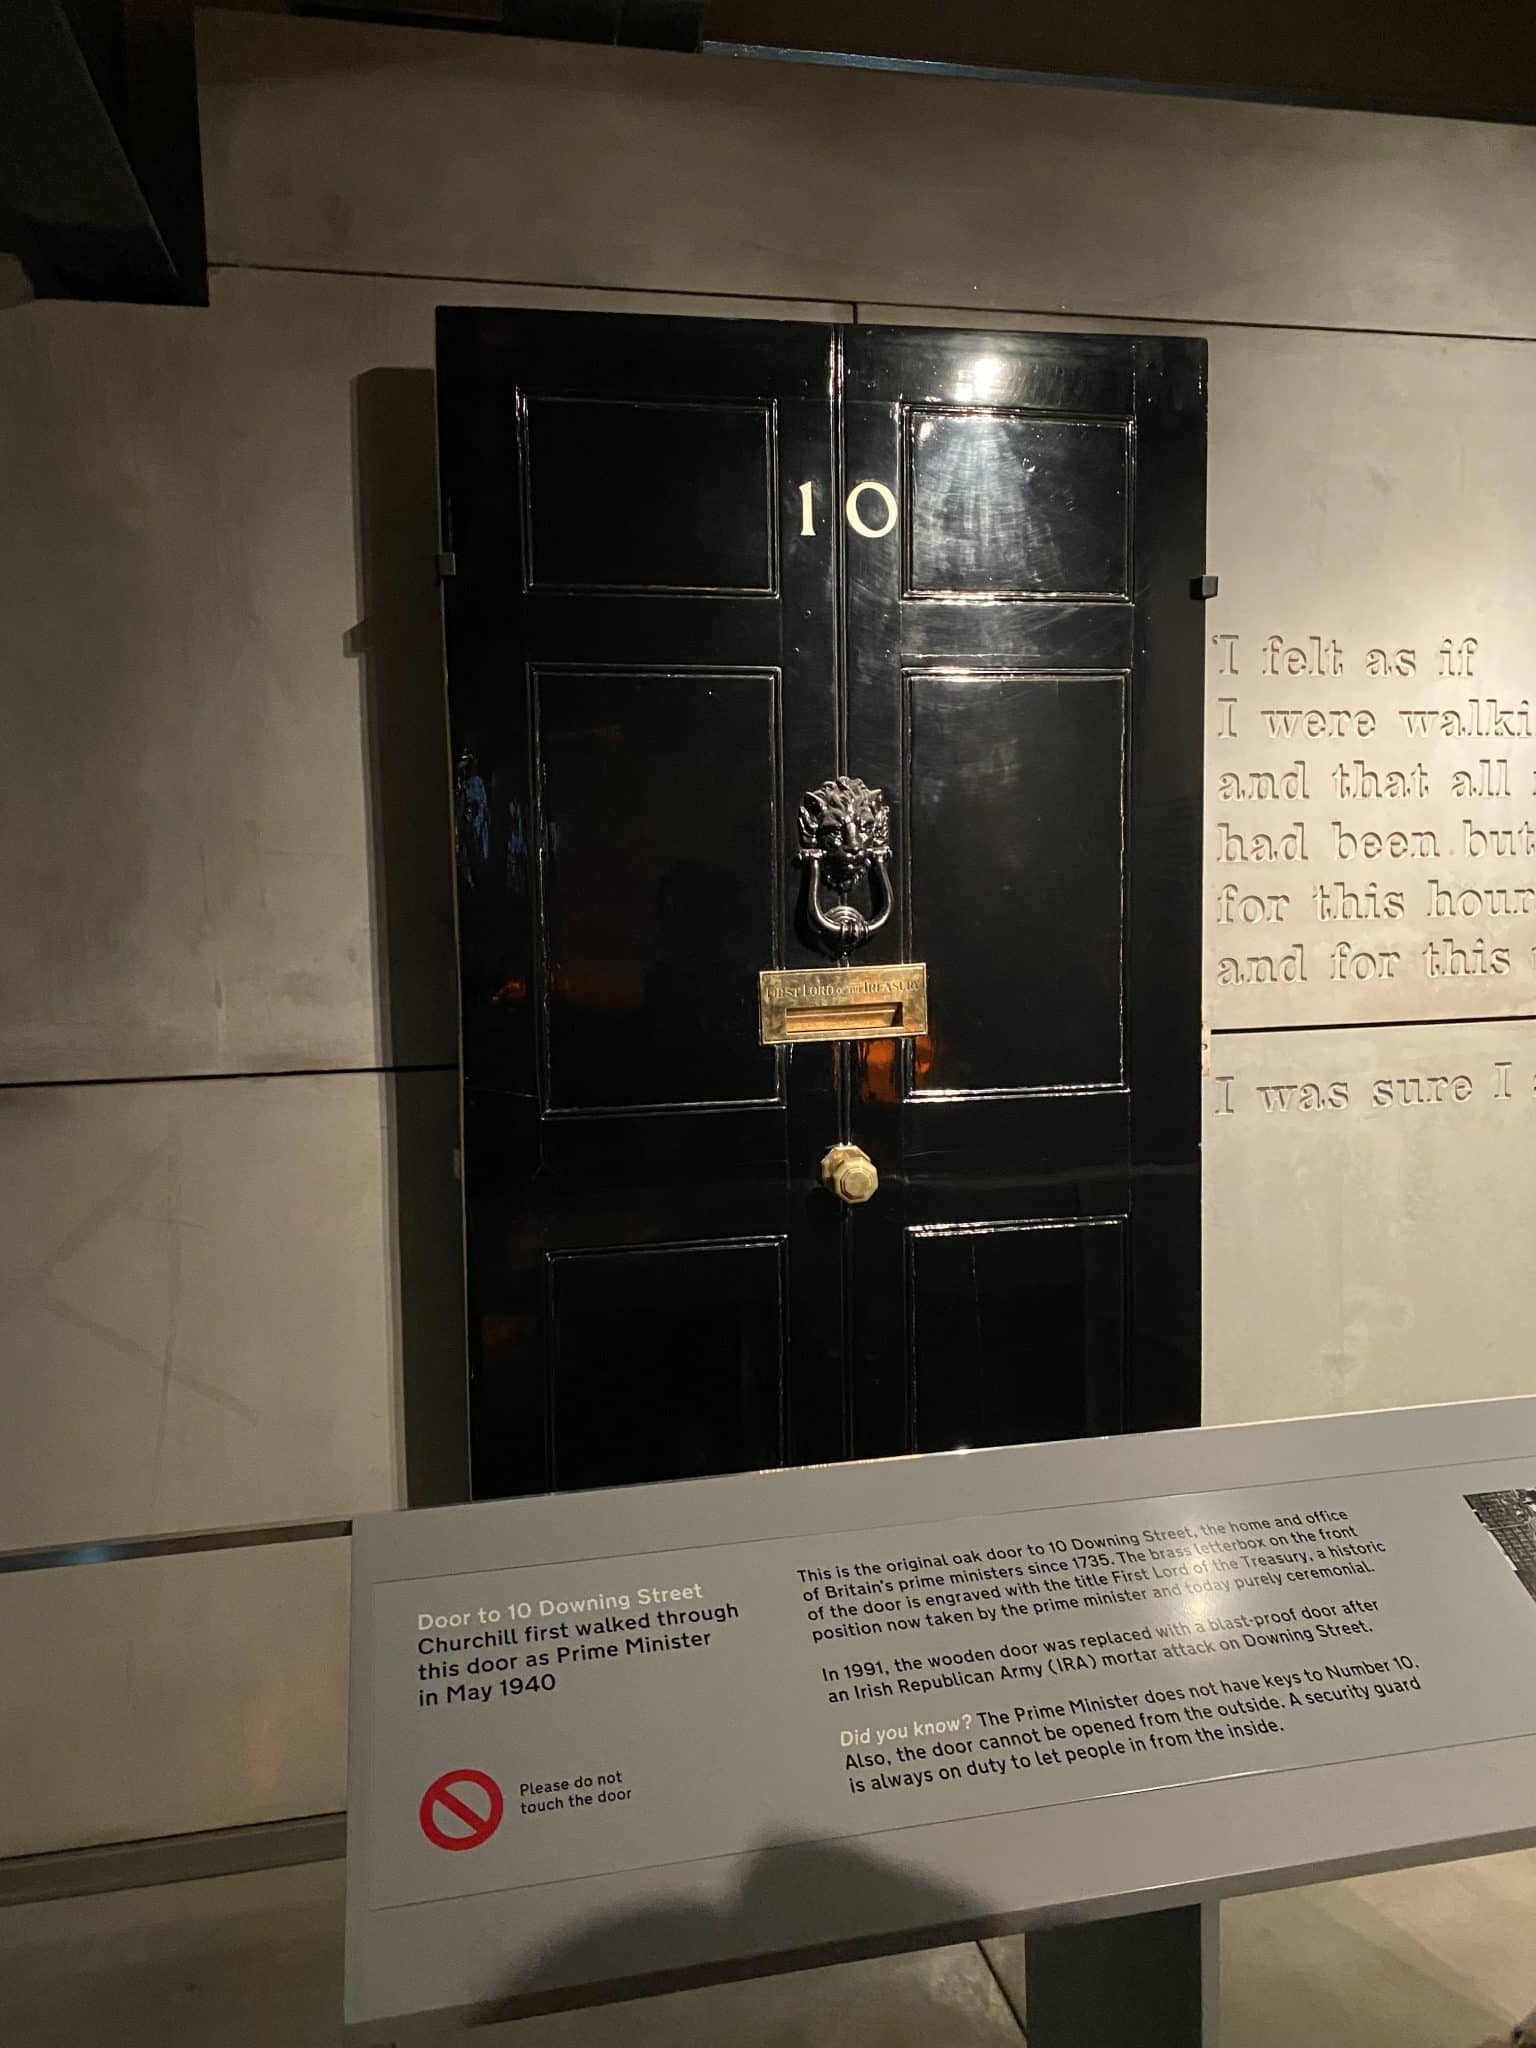 10
FIRST LORD OF THE TREASURY
'I felt as if
I were walki
and that all
had been but
for this hour
and for this
I was sure I
Door to 10 Downing Street
Churchill first walked through
this door as Prime Minister
in May 1940
Please do not
touch the door
This is the original oak door to 10 Downing Street, the home and office
of Britain's prime ministers since 1735. The brass letterbox on the front
of the door is engraved with the title First Lord of the Treasury, a historic
position now taken by the prime minister and today purely ceremonial.
In 1991, the wooden door was replaced with a blast-proof door after
an Irish Republican Army (IRA) mortar attack on Downing Street.
Did you know? The Prime Minister does not have keys to Number 10.
Also, the door cannot be opened from the outside. A security guard
is always on duty to let people in from the inside.